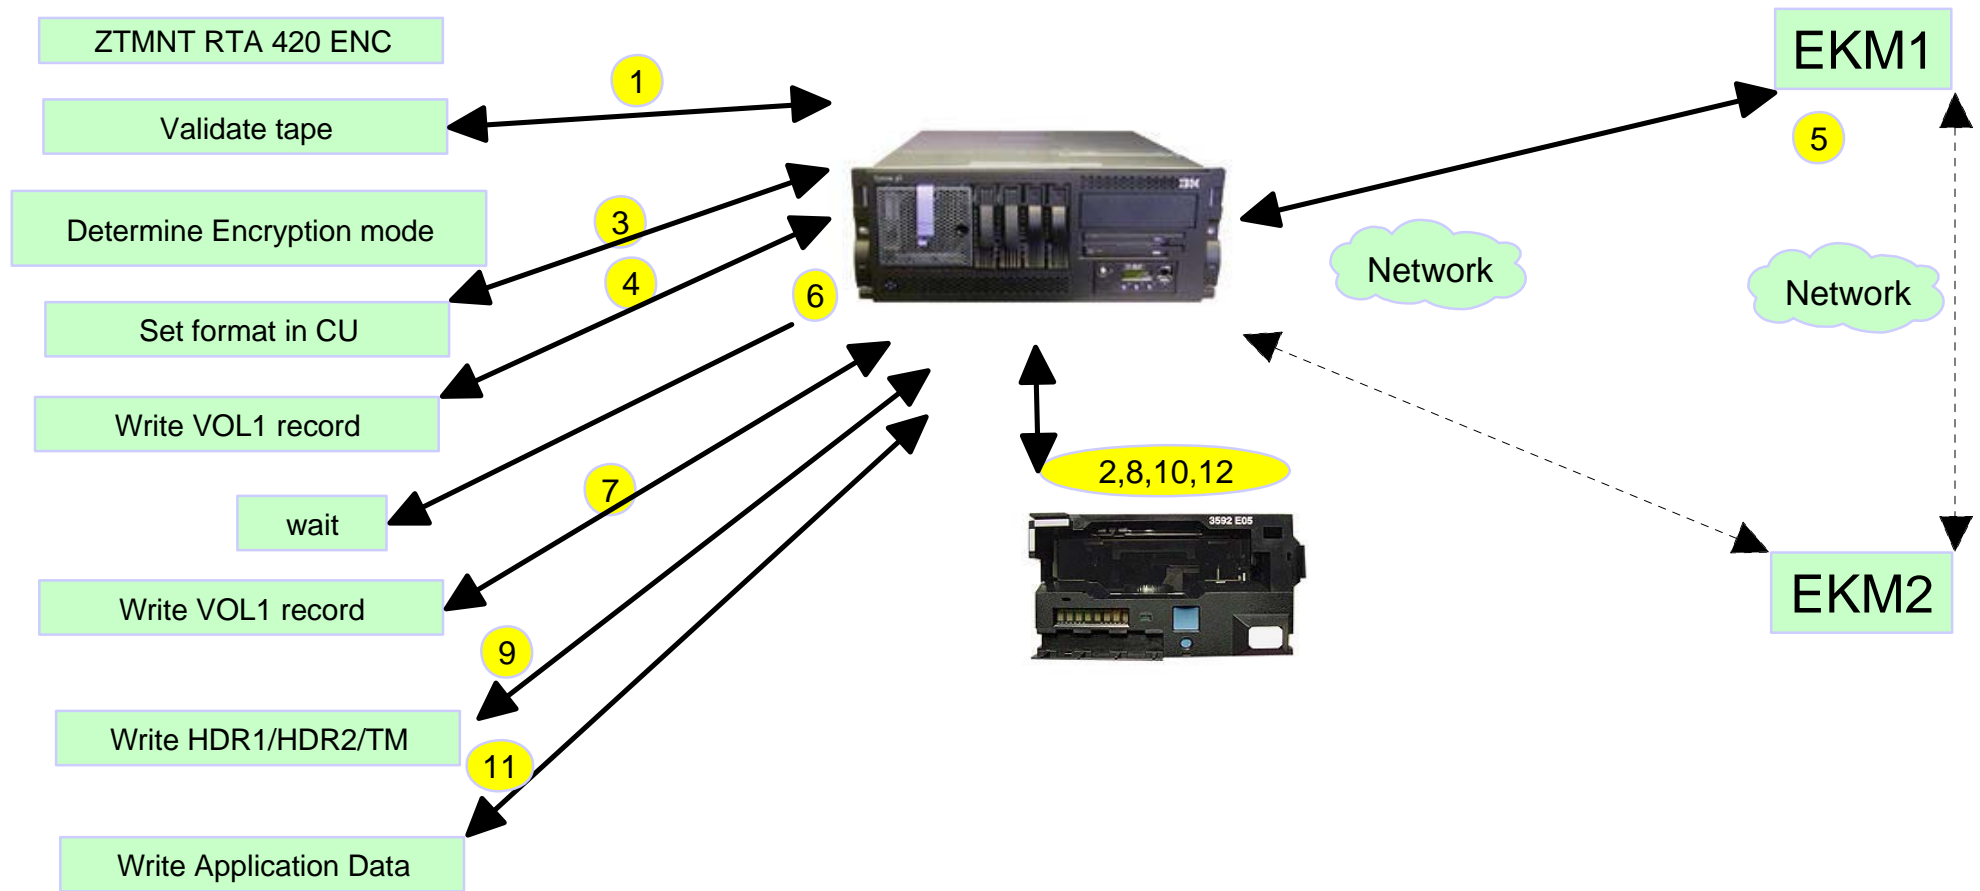 ZTMNT RTA 420 ENC
EKM1
1
Validate tape
5
IBM
3
Determine Encryption mode
4
Network
Network
6
Set format in CU
Write VOL1 record
2,8,10,12
7
wait
3592 E05
EKM2
Write VOL1 record
9
Write HDR1/HDR2/TM
11
Write Application Data